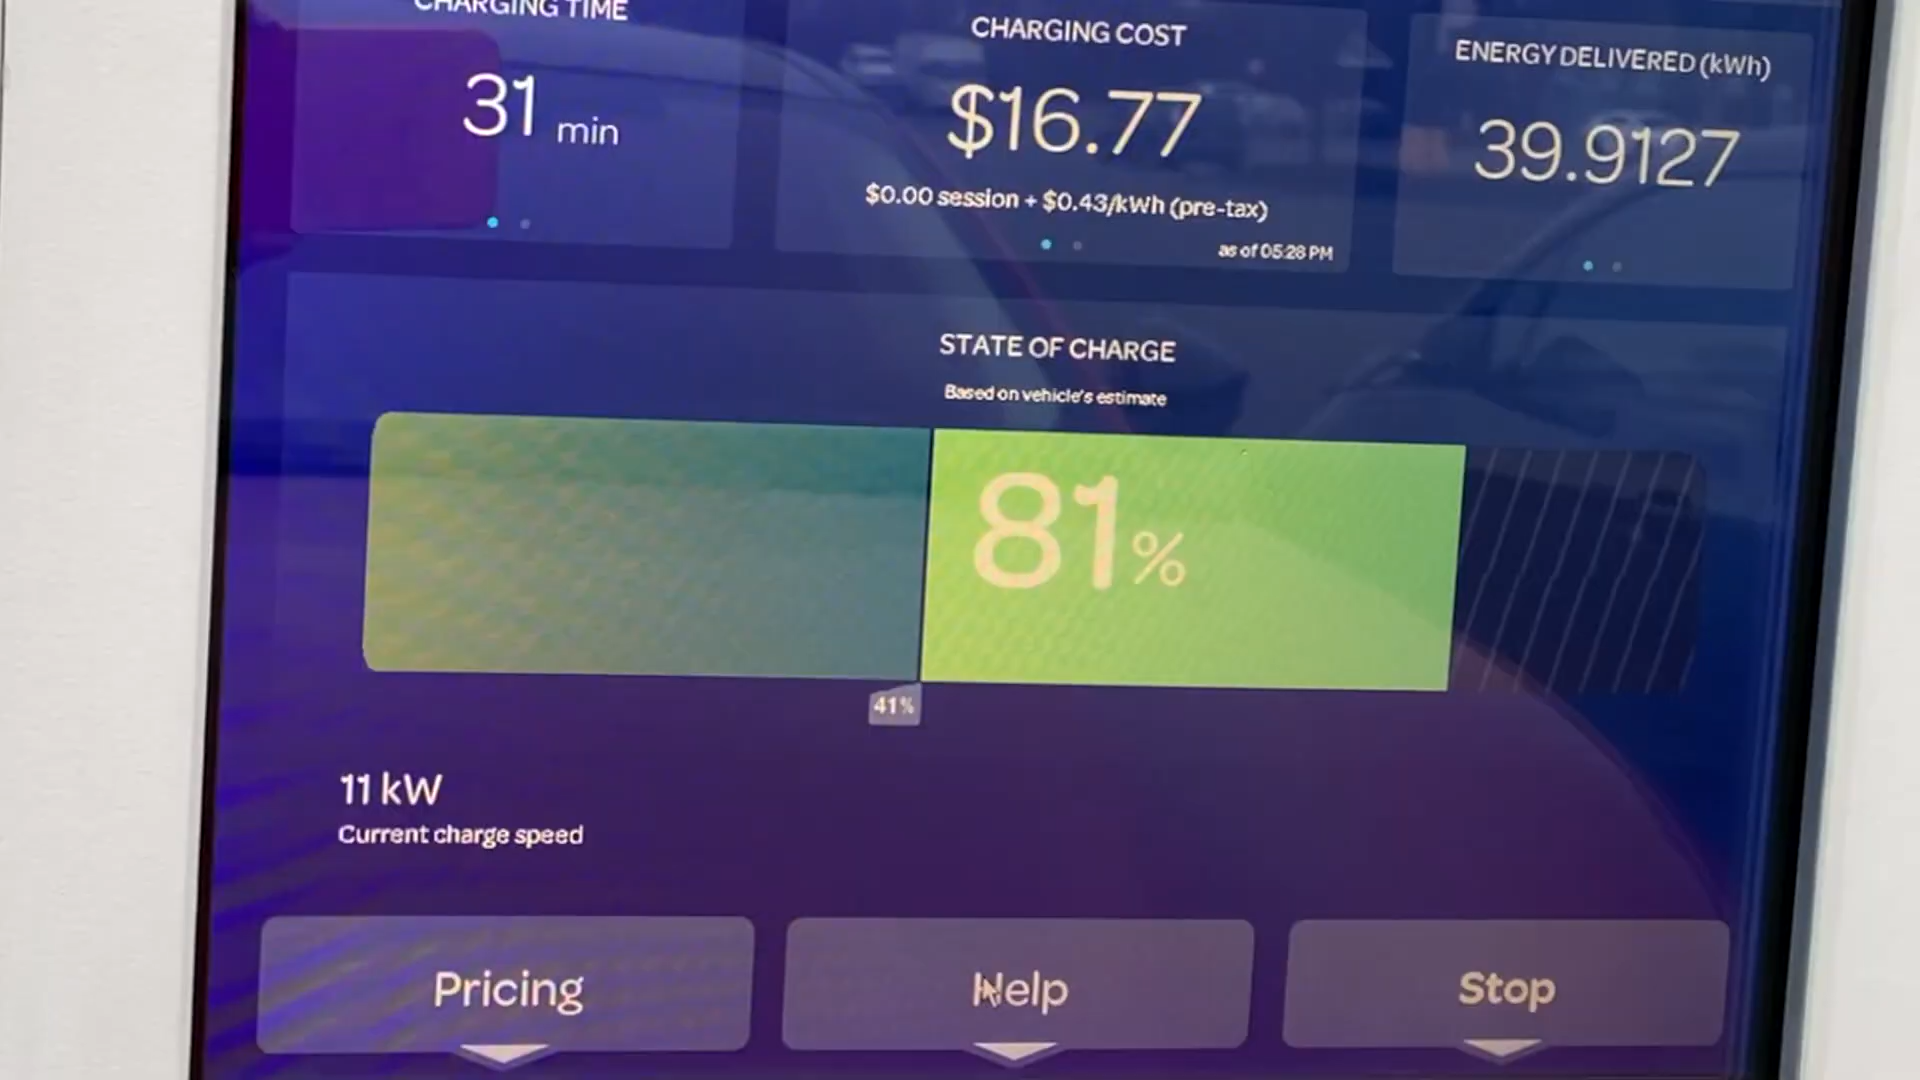 CHARGING TIME
31 min
CHARGING COST
$16.77
$0.00 session + $0.43/kWh (pre-tax)
as of 05:28 PM
ENERGY DELIVERED (kWh)
39.9127
STATE OF CHARGE
Based on vehicle's estimate
81%
41%
11 kW
Current charge speed
Pricing
Help
Stop